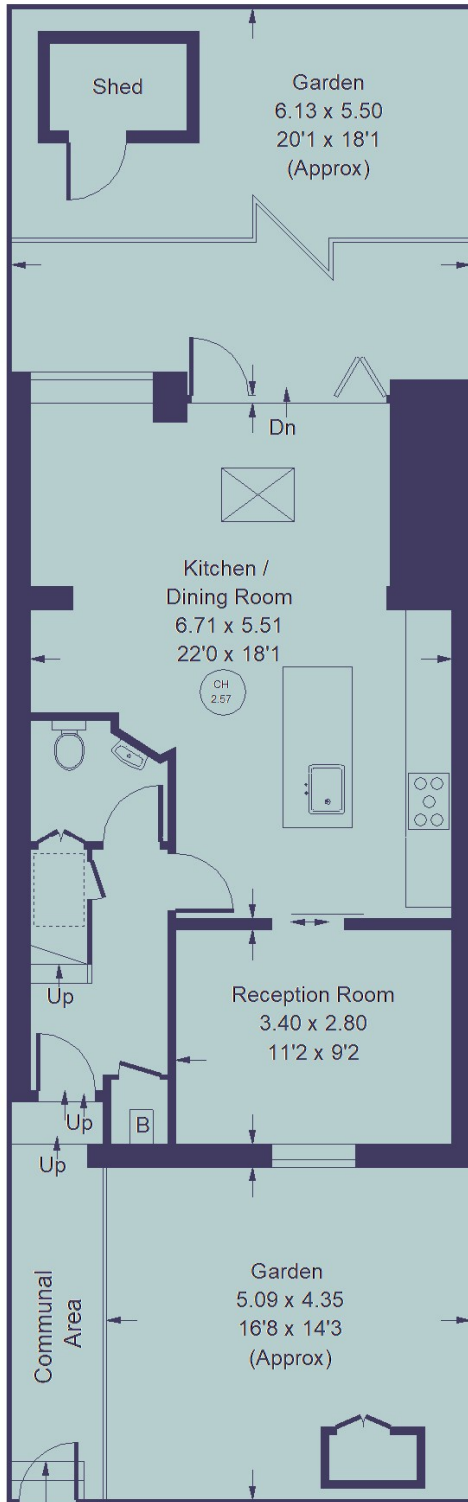 Shed
Garden
6.13 x 5.50
20'1 x 18'1
(Approx)
Dn
Kitchen /
Dining Room
6.71 x 5.51
22'0 x 18'1
CH
2.57
Up
Reception Room
3.40 x 2.80
11'2 x 9'2
Up
B
Up
Communal
Area
Garden
5.09 x 4.35
16'8 x 14'3
(Approx)